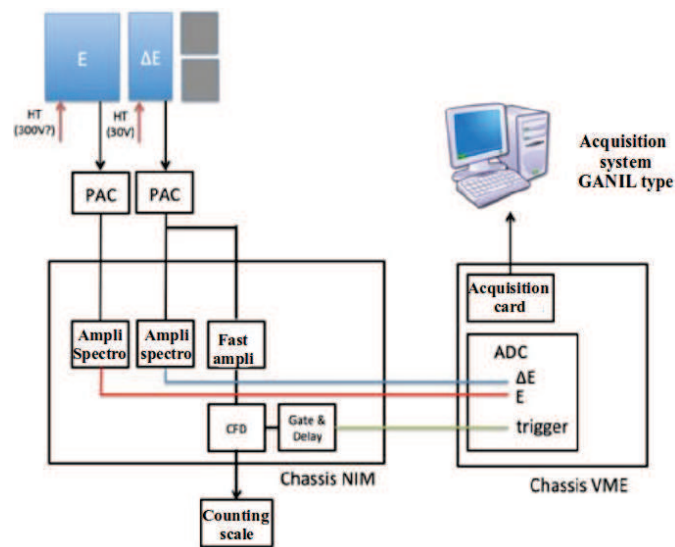 E
ΔE
HT
(300V?)
HT
(30V)
PAC
PAC
Acquisition
system
GANIL type
Acquisition
card
Ampli
Spectro
Ampli
spectro
Fast
ampli
ADC
ΔE
E
trigger
CFD
Gate &
Delay
Chassis NIM
Chassis VME
Counting
scale